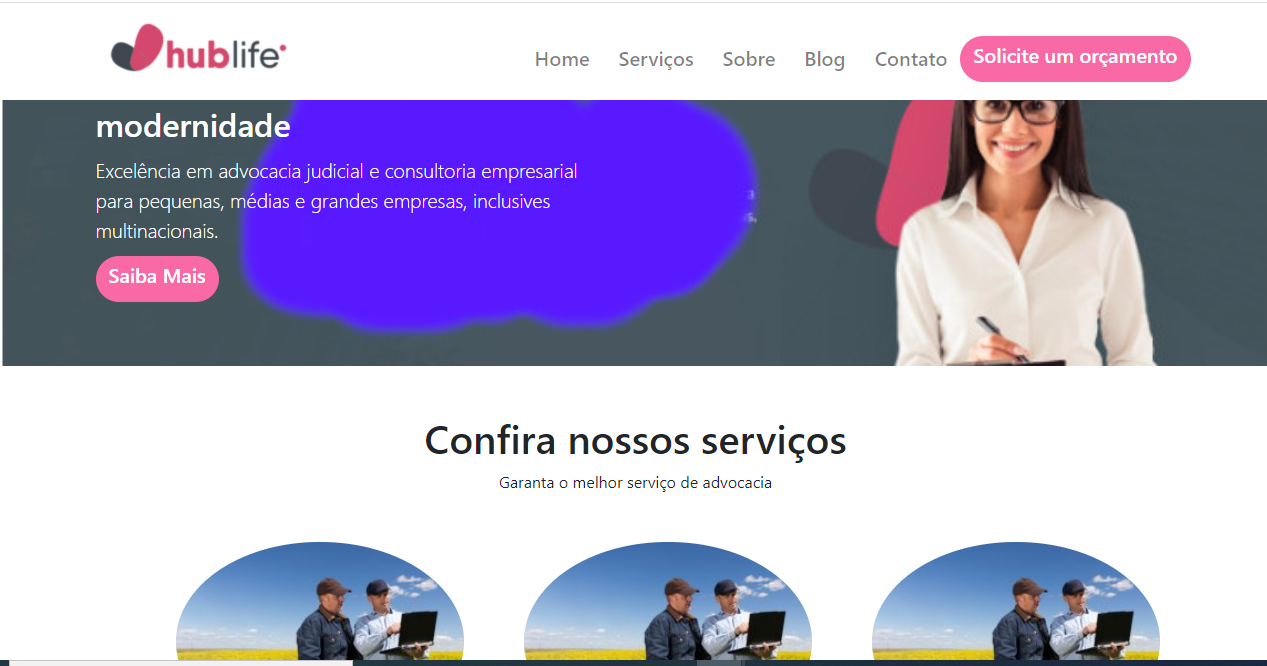 hublife
Home Serviços Sobre Blog Contato Solicite um orçamento
modernidade
Excelência em advocacia judicial e consultoria empresarial
para pequenas, médias e grandes empresas, inclusives
multinacionais.
Saiba Mais
Confira nossos serviços
Garanta o melhor serviço de advocacia